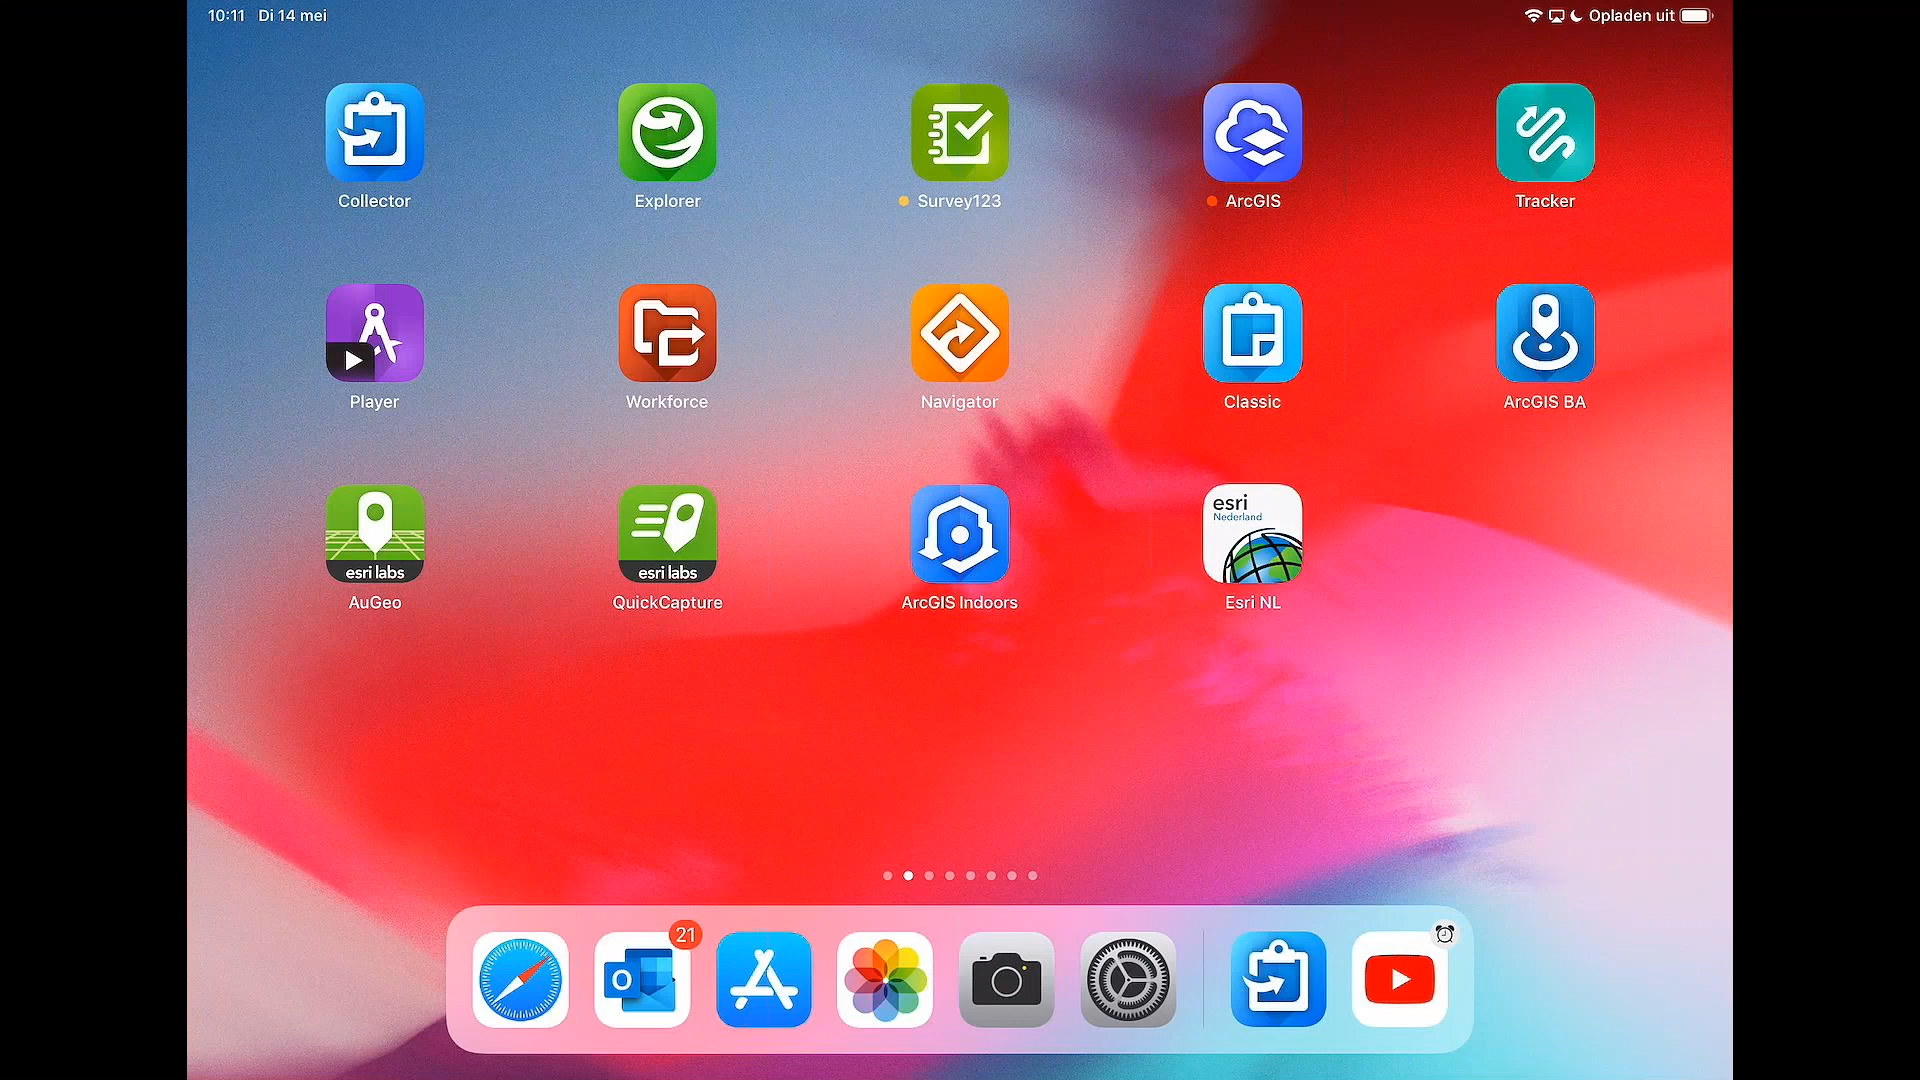 10:11 Di 14 mei
Opladen uit
Collector
Explorer
Survey123
ArcGIS
Tracker
Player
Workforce
Navigator
Classic
ArcGIS BA
esri labs
AuGeo
esri labs
QuickCapture
ArcGIS Indoors
esri
Nederland
Esri NL
21
O